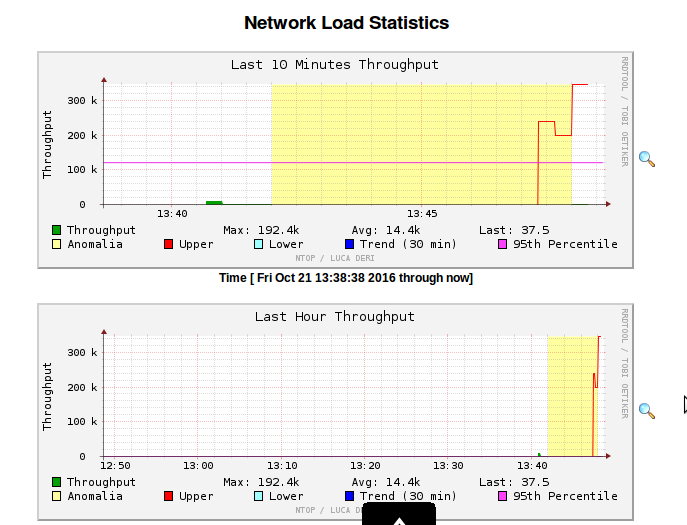 Network Load Statistics
Last 10 Minutes Throughput
RRDTOOL / TOBI OETIKER
Throughput
300 k
200 k
100 k
0
13:40 13:45
Throughput Max: 192.4k Avg: 14.4k Last: 37.5
Anomalia Upper Lower Trend (30 min) 95th Percentile
NTOP / LUCA DERI
Time [ Fri Oct 21 13:38:38 2016 through now]
Last Hour Throughput
RRDTOOL / TOBI OETIKER
Throughput
300 k
200 k
100 k
0
12:50 13:00 13:10 13:20 13:30 13:40
Throughput Max: 192.4k Avg: 14.4k Last: 37.5
Anomalia Upper Lower Trend (30 min) 95th Percentile
NTOP / LUCA